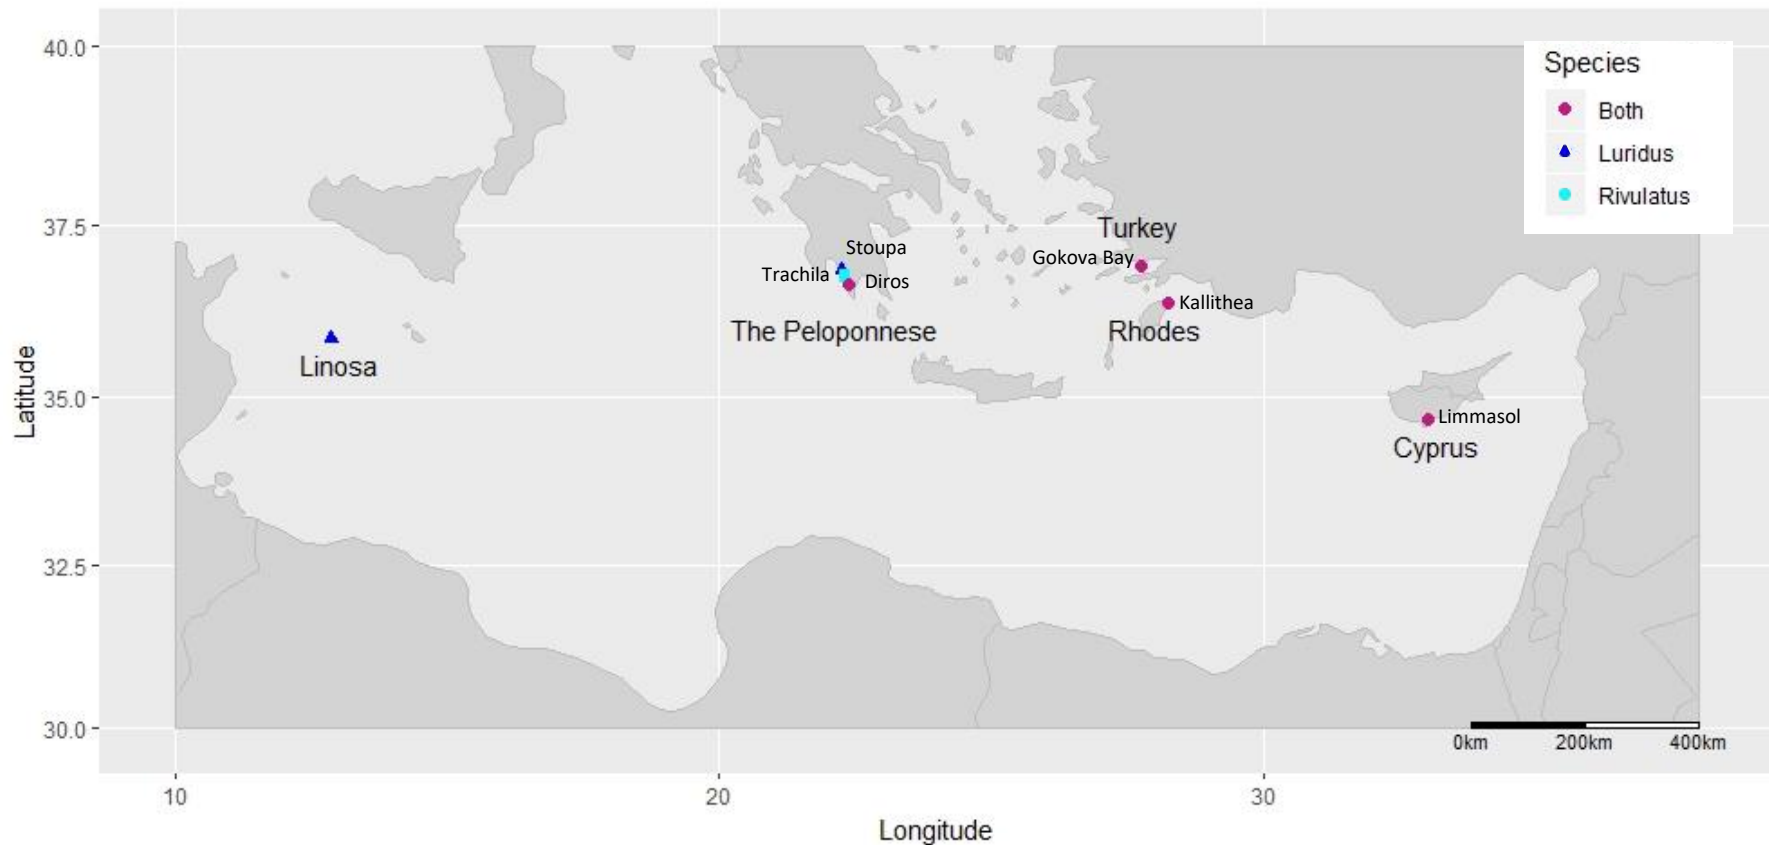 40.0
Species
Both
Luridus
Rivulatus
37.5
Turkey
Stoupa
Gokova Bay
Trachila
Diros
Kallithea
The Peloponnese
Rhodes
Linosa
Latitude
35.0
Limmasol
Cyprus
32.5
30.0
0km 200km 400km
10 20 30
Longitude